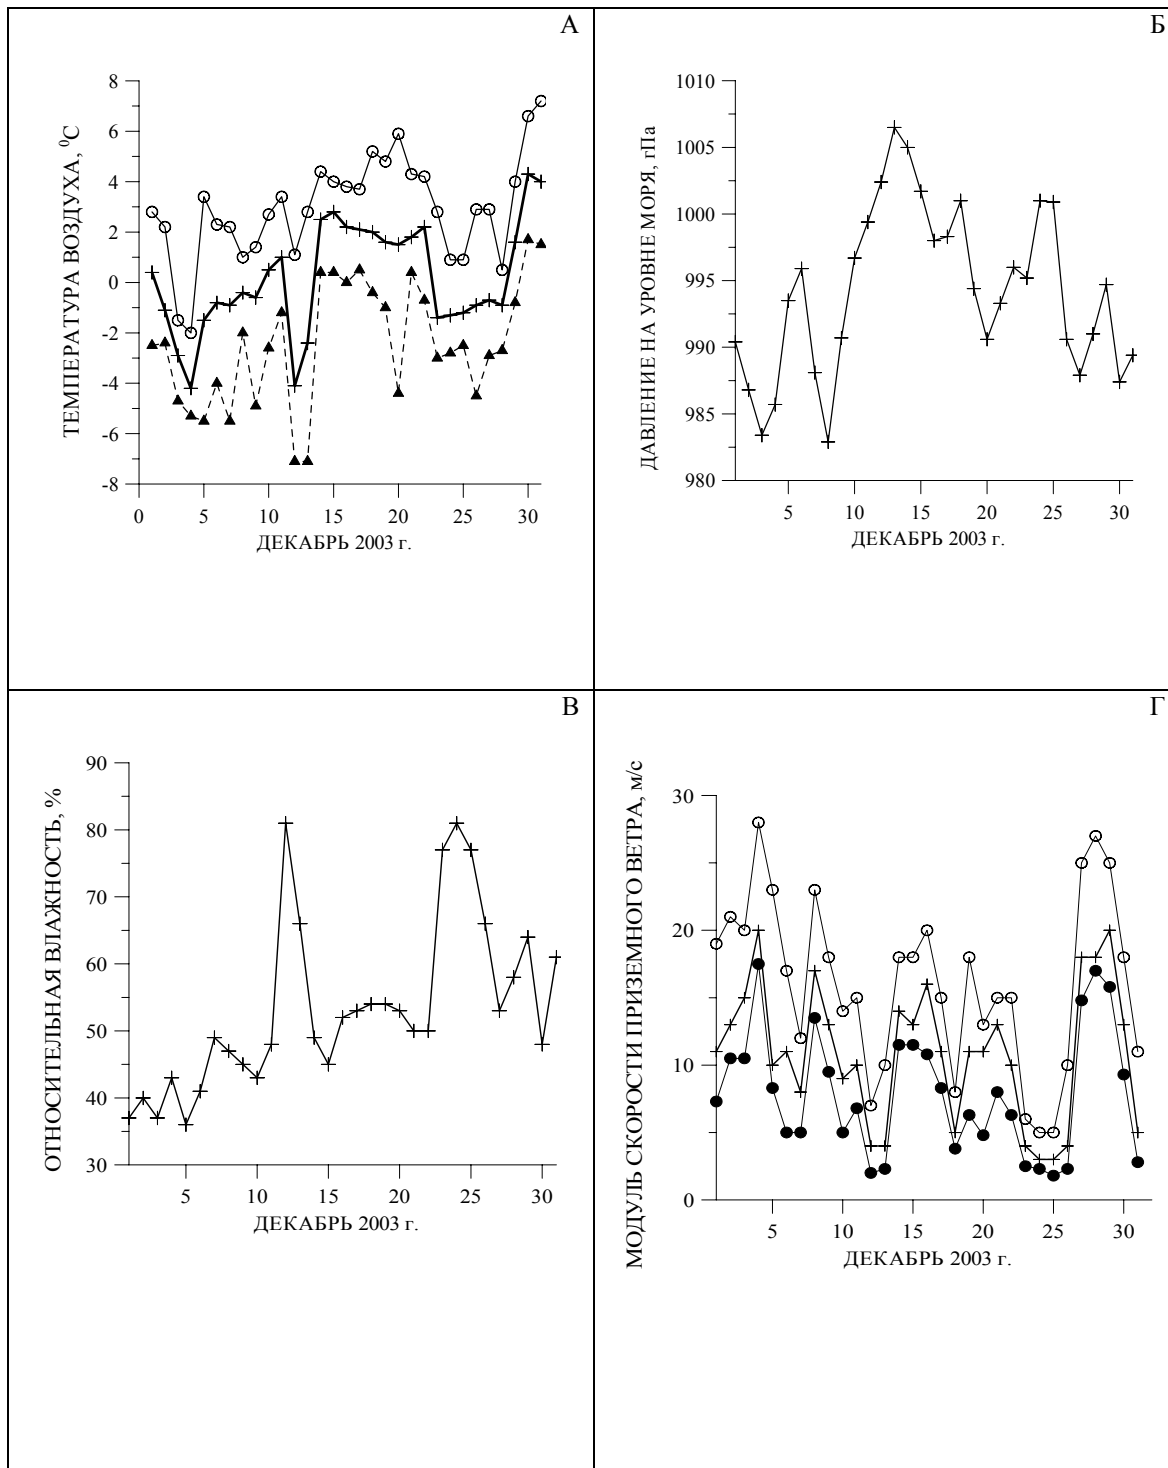 А
ТЕМПЕРАТУРА ВОЗДУХА, ⁰С
8
6
4
2
0
-2
-4
-6
-8
0 5 10 15 20 25 30
ДЕКАБРЬ 2003 г.
Б
ДАВЛЕНИЕ НА УРОВНЕ МОРЯ, гПа
1010
1005
1000
995
990
985
980
5 10 15 20 25 30
ДЕКАБРЬ 2003 г.
В
ОТНОСИТЕЛЬНАЯ ВЛАЖНОСТЬ, %
90
80
70
60
50
40
30
5 10 15 20 25 30
ДЕКАБРЬ 2003 г.
Г
МОДУЛЬ СКОРОСТИ ПРИЗЕМНОГО ВЕТРА, м/с
30
20
10
0
5 10 15 20 25 30
ДЕКАБРЬ 2003 г.